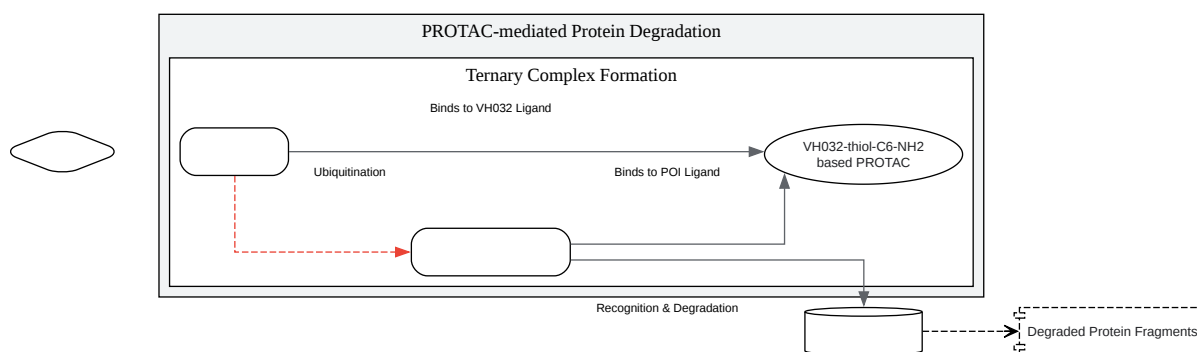 PROTAC-mediated Protein Degradation
Ternary Complex Formation
Binds to VH032 Ligand
VH032-thiol-C6-NH2
based PROTAC
Ubiquitination
Binds to POI Ligand
Recognition & Degradation
Degraded Protein Fragments